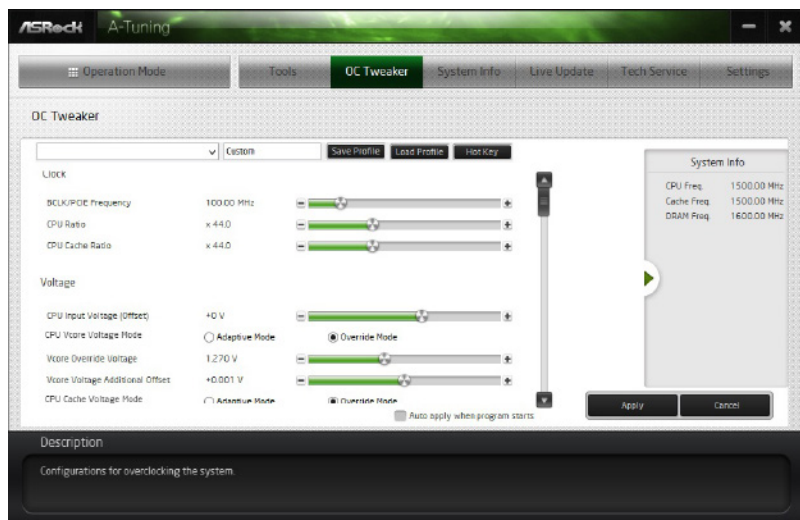 ASRock A-Tuning
Operation Mode Tools OC Tweaker System Info Live Update Tech Service Settings
OC Tweaker
Custom Save Profile Load Profile Hot Key
Clock
BCLK/PCIE Frequency 100.00 MHz
CPU Ratio x 44.0
CPU Cache Ratio x 44.0
Voltage
CPU Input Voltage (Offset) +0 V
CPU Vcore Voltage Mode Adaptive Mode Override Mode
Vcore Override Voltage 1.270 V
Vcore Voltage Additional Offset +0.001 V
CPU Cache Voltage Mode Adaptive Mode Override Mode
Auto apply when program starts
System Info
CPU Freq. 1500.00 MHz
Cache Freq. 1500.00 MHz
DRAM Freq. 1600.00 MHz
Apply Cancel
Description
Configurations for overclocking the system.